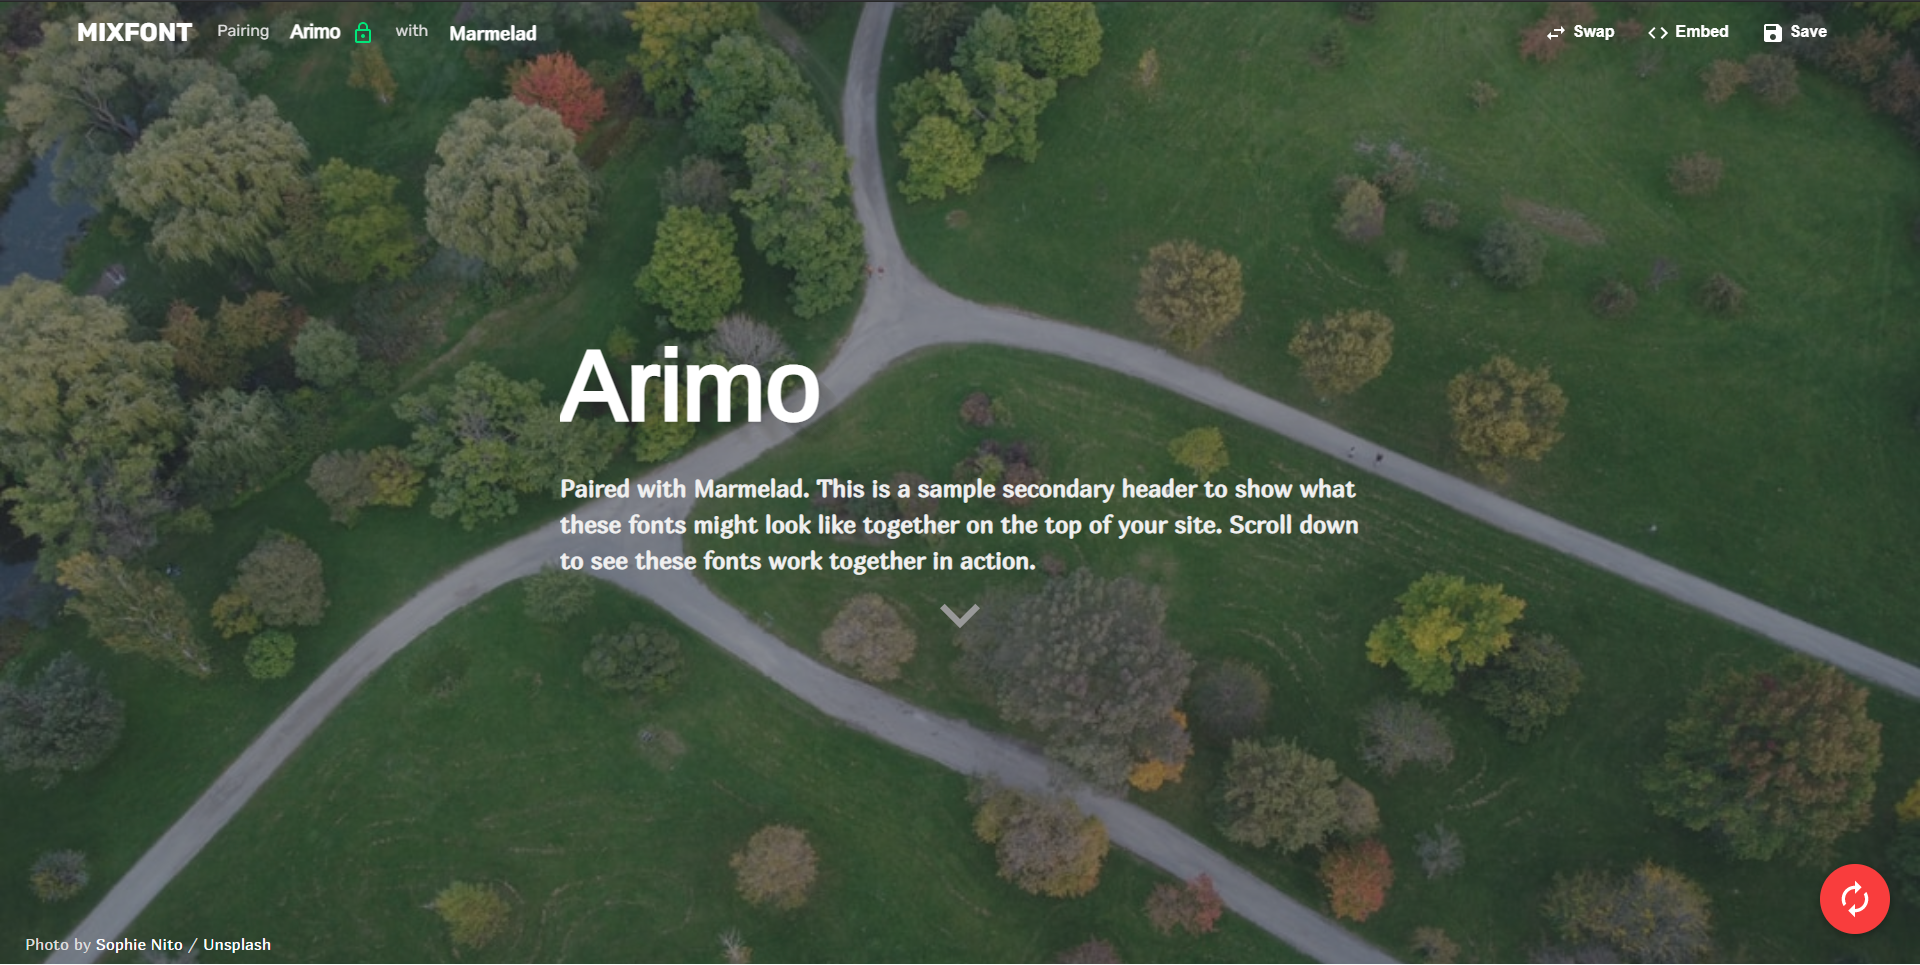 MIXFONT Pairing Arimo with Marmelad Swap Embed Save
Arimo
Paired with Marmelad. This is a sample secondary header to show what
these fonts might look like together on the top of your site. Scroll down
to see these fonts work together in action.
Photo by Sophie Nito / Unsplash